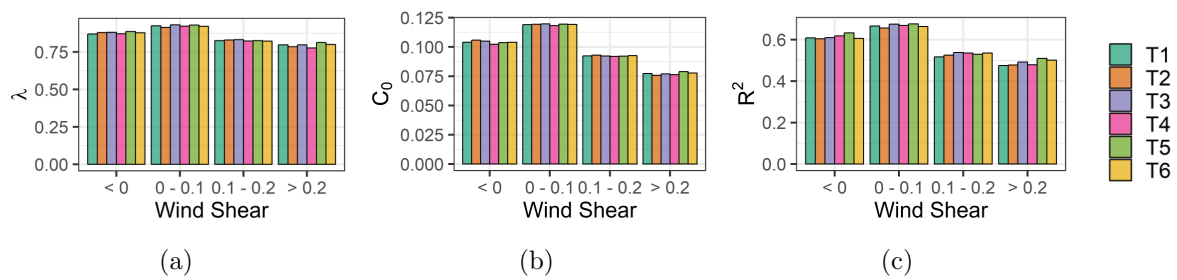 0.75
0.50
0.25
0.00
λ
< 0
0 - 0.1
0.1 - 0.2
> 0.2
Wind Shear
(a)
0.125
0.100
0.075
0.050
0.025
0.000
C₀
< 0
0 - 0.1
0.1 - 0.2
> 0.2
Wind Shear
(b)
0.6
0.4
0.2
0.0
R²
< 0
0 - 0.1
0.1 - 0.2
> 0.2
Wind Shear
(c)
T1
T2
T3
T4
T5
T6